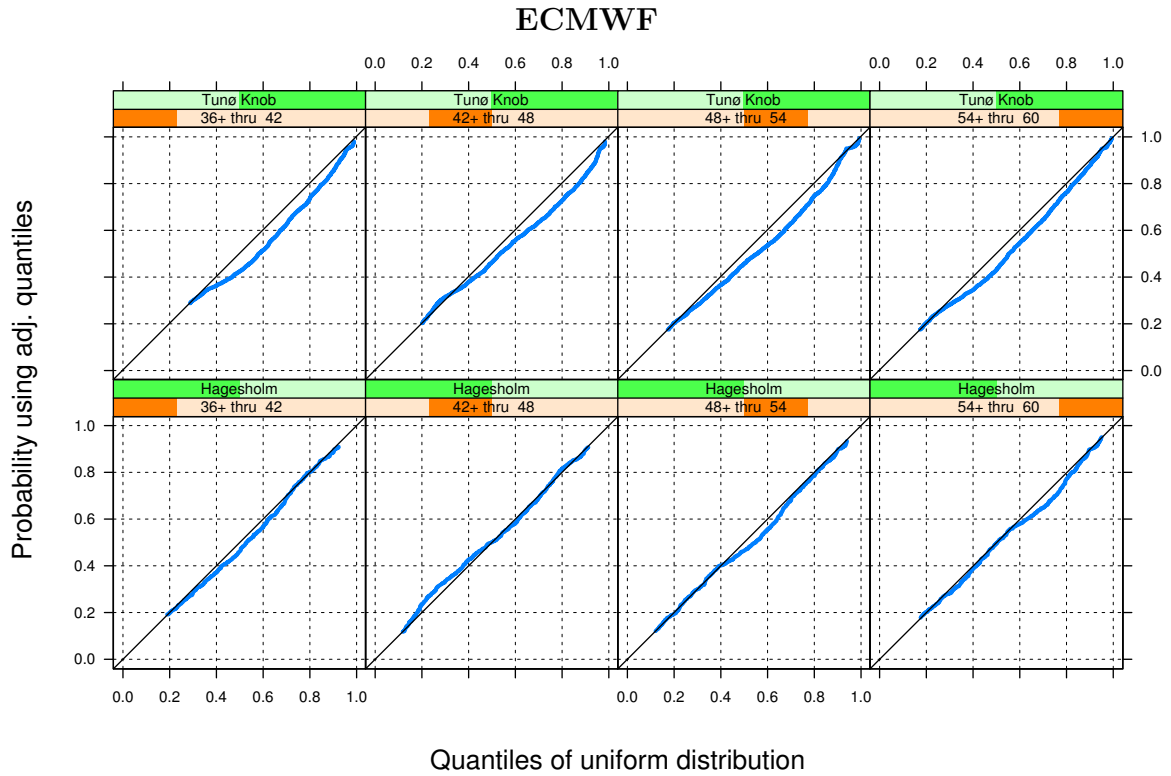 ECMWF
0.0 0.2 0.4 0.6 0.8 1.0 0.0 0.2 0.4 0.6 0.8 1.0
Tunø Knob Tunø Knob Tunø Knob Tunø Knob
36+ thru 42 42+ thru 48 48+ thru 54 54+ thru 60
1.0
0.8
0.6
0.4
0.2
0.0
Hagesholm Hagesholm Hagesholm Hagesholm
36+ thru 42 42+ thru 48 48+ thru 54 54+ thru 60
1.0
0.8
0.6
0.4
0.2
0.0
0.0 0.2 0.4 0.6 0.8 1.0 0.0 0.2 0.4 0.6 0.8 1.0
Probability using adj. quantiles
Quantiles of uniform distribution